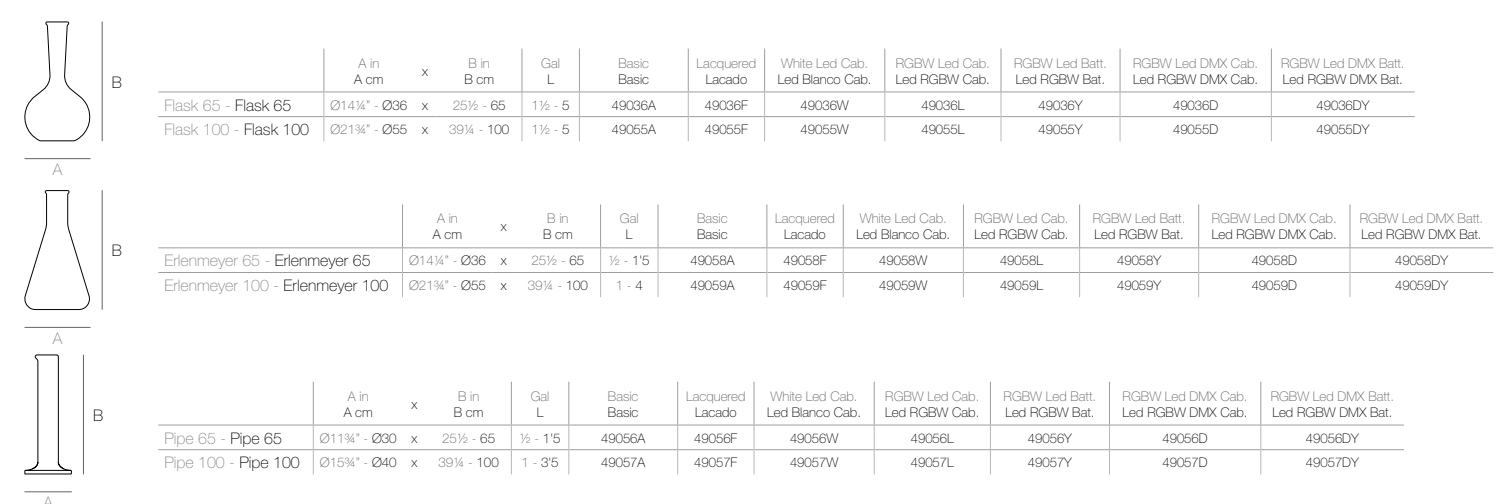 B
A
A in x B in Gal Basic Lacquered White Led Cab. RGBW Led Cab. RGBW Led Batt. RGBW Led DMX Cab. RGBW Led DMX Batt.
A cm B cm L Basic Lacado Led Blanco Cab. Led RGBW Cab. Led RGBW Bat. Led RGBW DMX Cab. Led RGBW DMX Bat.
Flask 65 - Flask 65 Ø14¼" - Ø36 x 25½ - 65 1½ - 5 49036A 49036F 49036W 49036L 49036Y 49036D 49036DY
Flask 100 - Flask 100 Ø21¾" - Ø55 x 39¼ - 100 1½ - 5 49055A 49055F 49055W 49055L 49055Y 49055D 49055DY
B
A
A in x B in Gal Basic Lacquered White Led Cab. RGBW Led Cab. RGBW Led Batt. RGBW Led DMX Cab. RGBW Led DMX Batt.
A cm B cm L Basic Lacado Led Blanco Cab. Led RGBW Cab. Led RGBW Bat. Led RGBW DMX Cab. Led RGBW DMX Bat.
Erlenmeyer 65 - Erlenmeyer 65 Ø14¼" - Ø36 x 25½ - 65 ½ - 1'5 49058A 49058F 49058W 49058L 49058Y 49058D 49058DY
Erlenmeyer 100 - Erlenmeyer 100 Ø21¾" - Ø55 x 39¼ - 100 1 - 4 49059A 49059F 49059W 49059L 49059Y 49059D 49059DY
B
A
A in x B in Gal Basic Lacquered White Led Cab. RGBW Led Cab. RGBW Led Batt. RGBW Led DMX Cab. RGBW Led DMX Batt.
A cm B cm L Basic Lacado Led Blanco Cab. Led RGBW Cab. Led RGBW Bat. Led RGBW DMX Cab. Led RGBW DMX Bat.
Pipe 65 - Pipe 65 Ø11¾" - Ø30 x 25½ - 65 ½ - 1'5 49056A 49056F 49056W 49056L 49056Y 49056D 49056DY
Pipe 100 - Pipe 100 Ø15¾" - Ø40 x 39¼ - 100 1 - 3'5 49057A 49057F 49057W 49057L 49057Y 49057D 49057DY